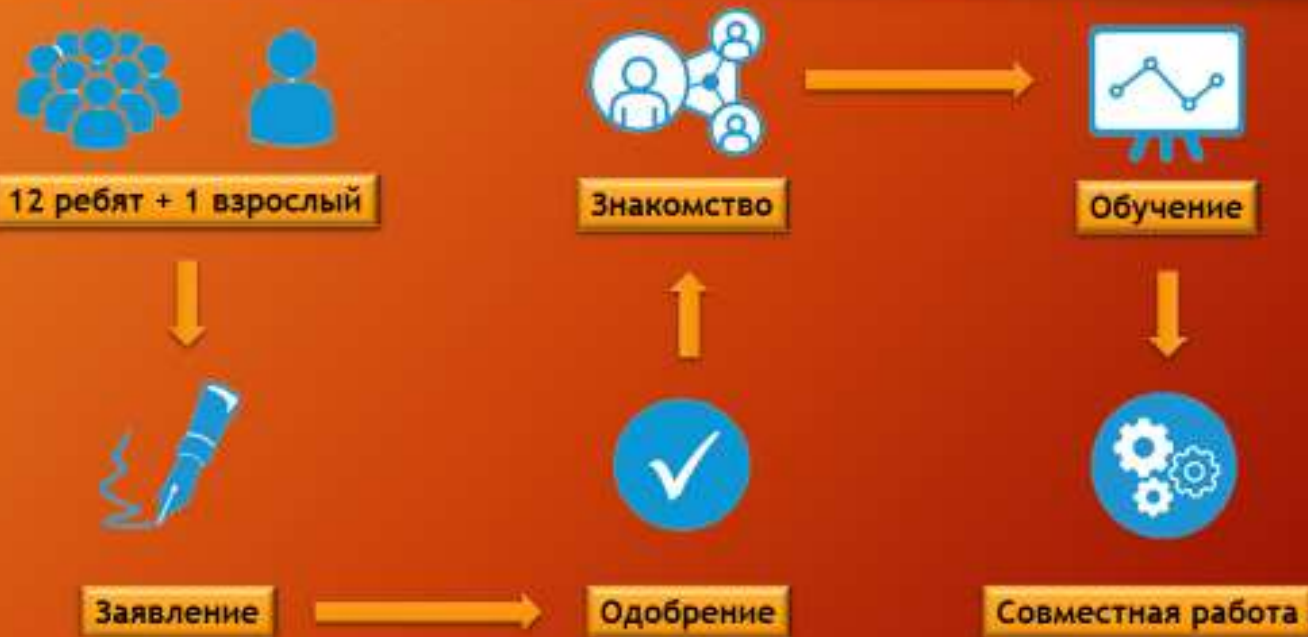 12 ребят + 1 взрослый
Знакомство
Обучение
Заявление
Одобрение
Совместная работа